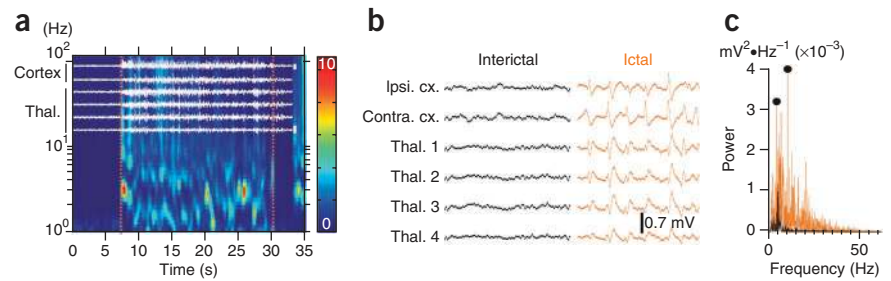 a
(Hz)
10²
Cortex
Thal.
10¹
10⁰
0 5 10 15 20 25 30 35
Time (s)
10
0
b
Interictal Ictal
Ipsi. cx.
Contra. cx.
Thal. 1
Thal. 2
Thal. 3
Thal. 4
0.7 mV
c
Power
mV²•Hz⁻¹ (×10⁻³)
4
3
2
1
0
0 50
Frequency (Hz)